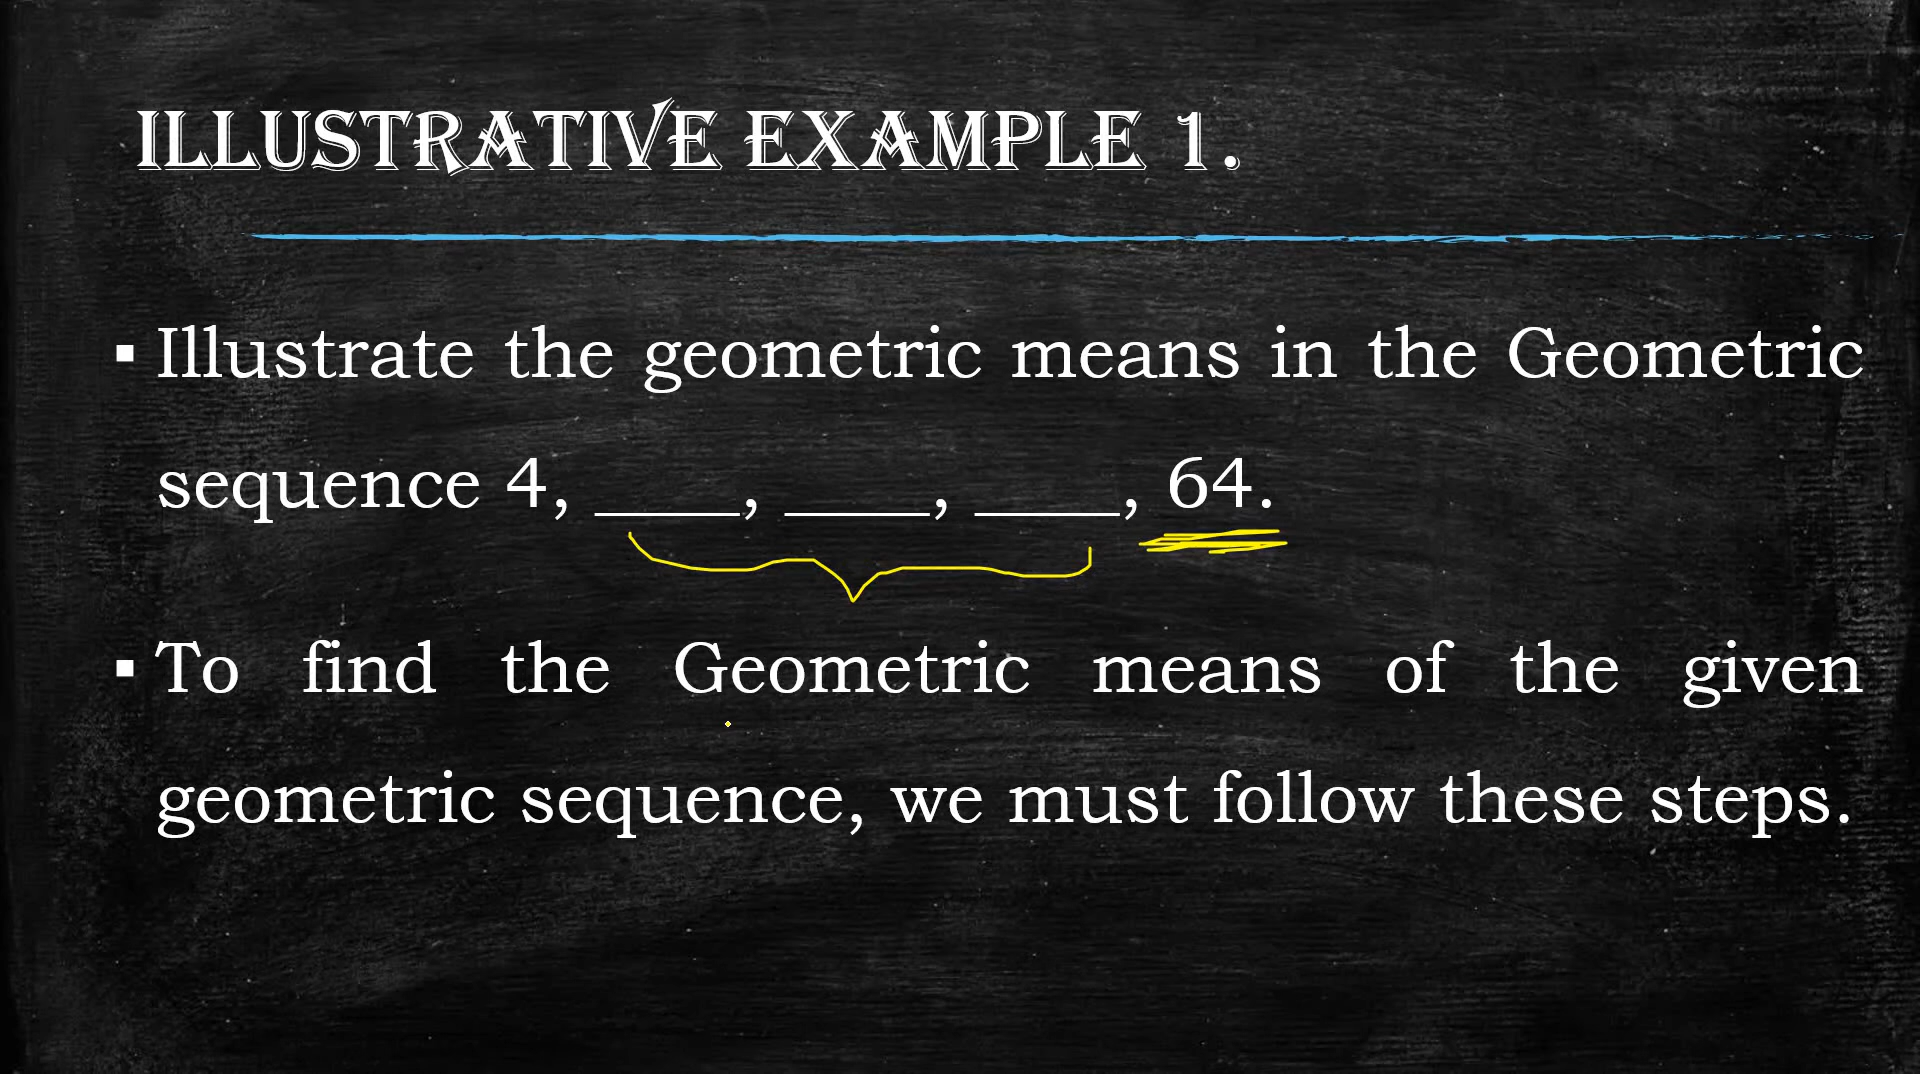 ILLUSTRATIVE EXAMPLE 1.
▪ Illustrate the geometric means in the Geometric
sequence 4, ____, ____, ____, 64.
▪ To find the Geometric means of the given
geometric sequence, we must follow these steps.